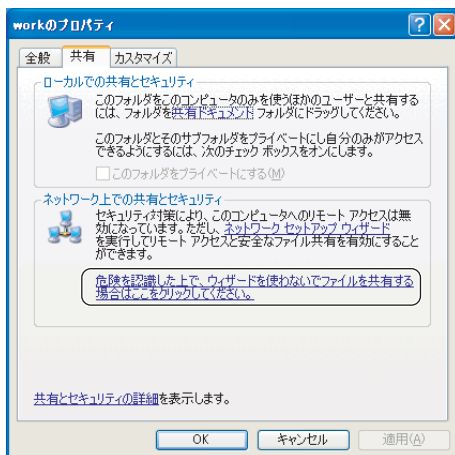 workのプロパティ
全般
共有
カスタマイズ
ローカルでの共有とセキュリティ
このフォルダをこのコンピュータのみを使うほかのユーザーと共有する
には、フォルダを共有ドキュメント フォルダにドラッグしてください。
このフォルダとそのサブフォルダをプライベートにし自分のみがアクセス
できるようにするには、次のチェック ボックスをオンにします。
このフォルダをプライベートにする(M)
ネットワーク上での共有とセキュリティ
セキュリティ対策により、このコンピュータへのリモート アクセスは無
効になっています。ただし、ネットワーク セットアップ ウィザード
を実行してリモート アクセスと安全なファイル共有を有効にすること
ができます。
危険を認識した上で、ウィザードを使わないでファイルを共有する
場合はここをクリックしてください。
共有とセキュリティの詳細を表示します。
OK
キャンセル
適用(A)